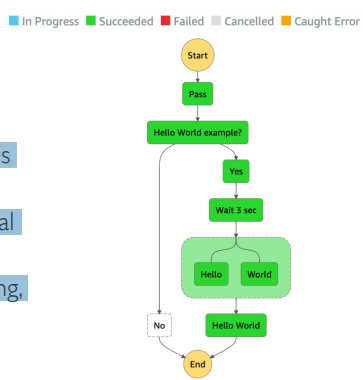 In Progress Succeeded Failed Cancelled Caught Error
Start
Pass
Hello World example?
s
Yes
Wait 3 sec
al
Hello World
ng,
No
Hello World
End